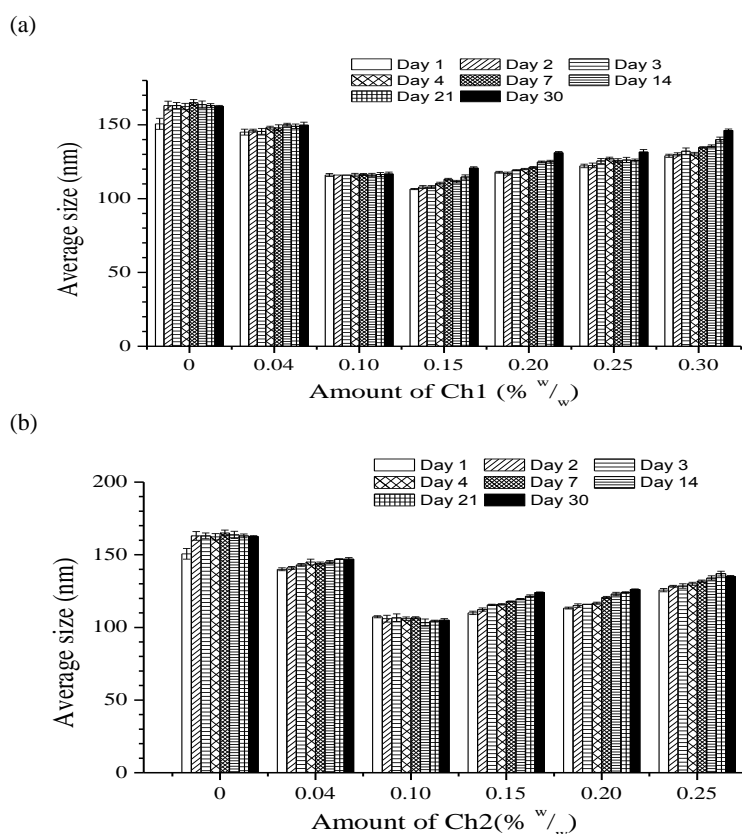 (a)
Day 1 Day 2 Day 3
Day 4 Day 7 Day 14
Day 21 Day 30
150
100
50
0
Average size (nm)
0 0.04 0.10 0.15 0.20 0.25 0.30
Amount of Ch1 (% w/w)
(b)
Day 1 Day 2 Day 3
Day 4 Day 7 Day 14
Day 21 Day 30
200
150
100
50
0
Average size (nm)
0 0.04 0.10 0.15 0.20 0.25
Amount of Ch2(% w/w)